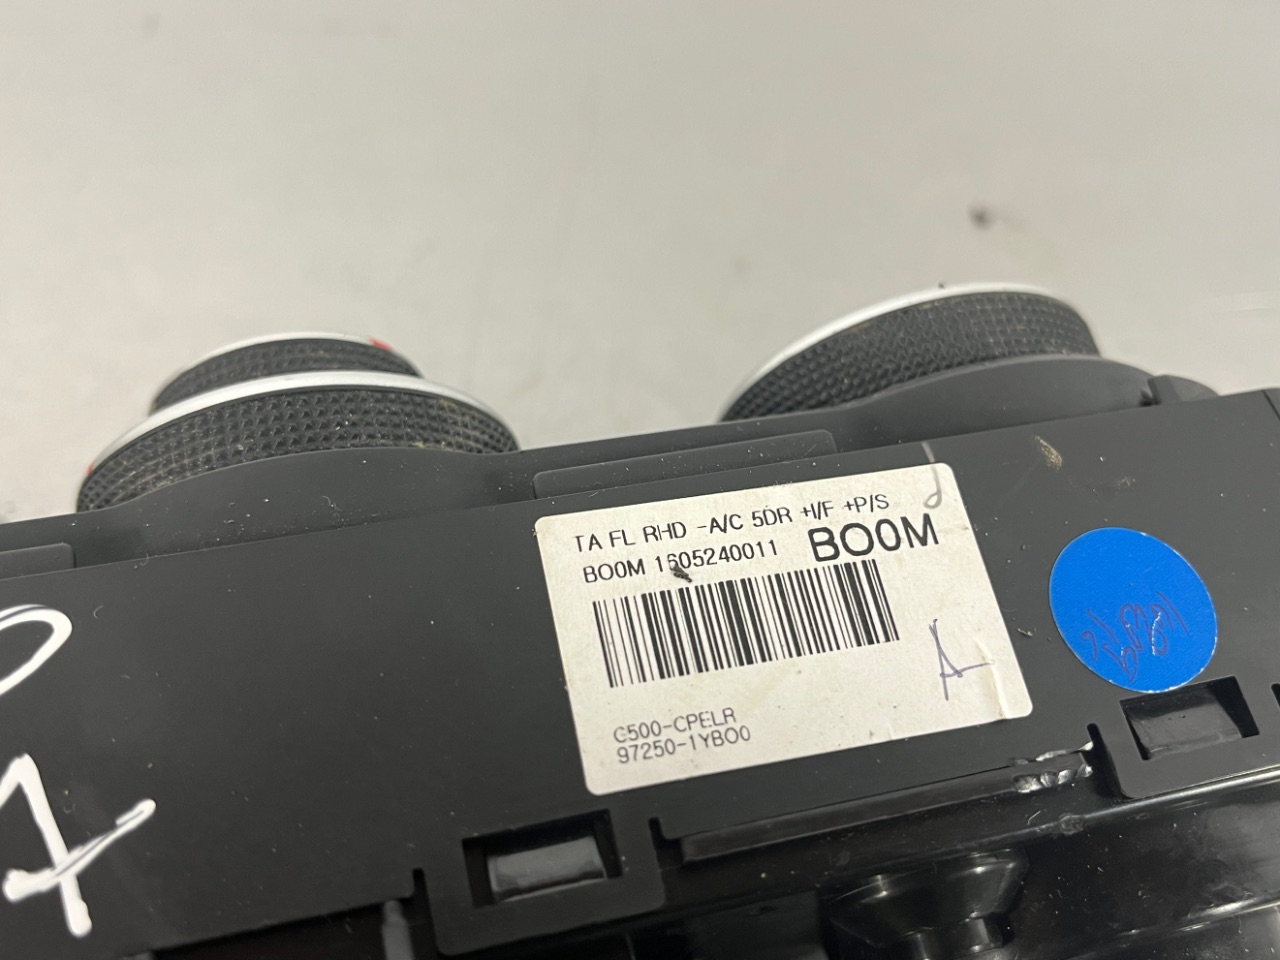 TA FL RHD -A/C 5DR +I/F +P/S
BO0M 1605240011 BO0M
C500-CPELR
97250-1YBO0
A